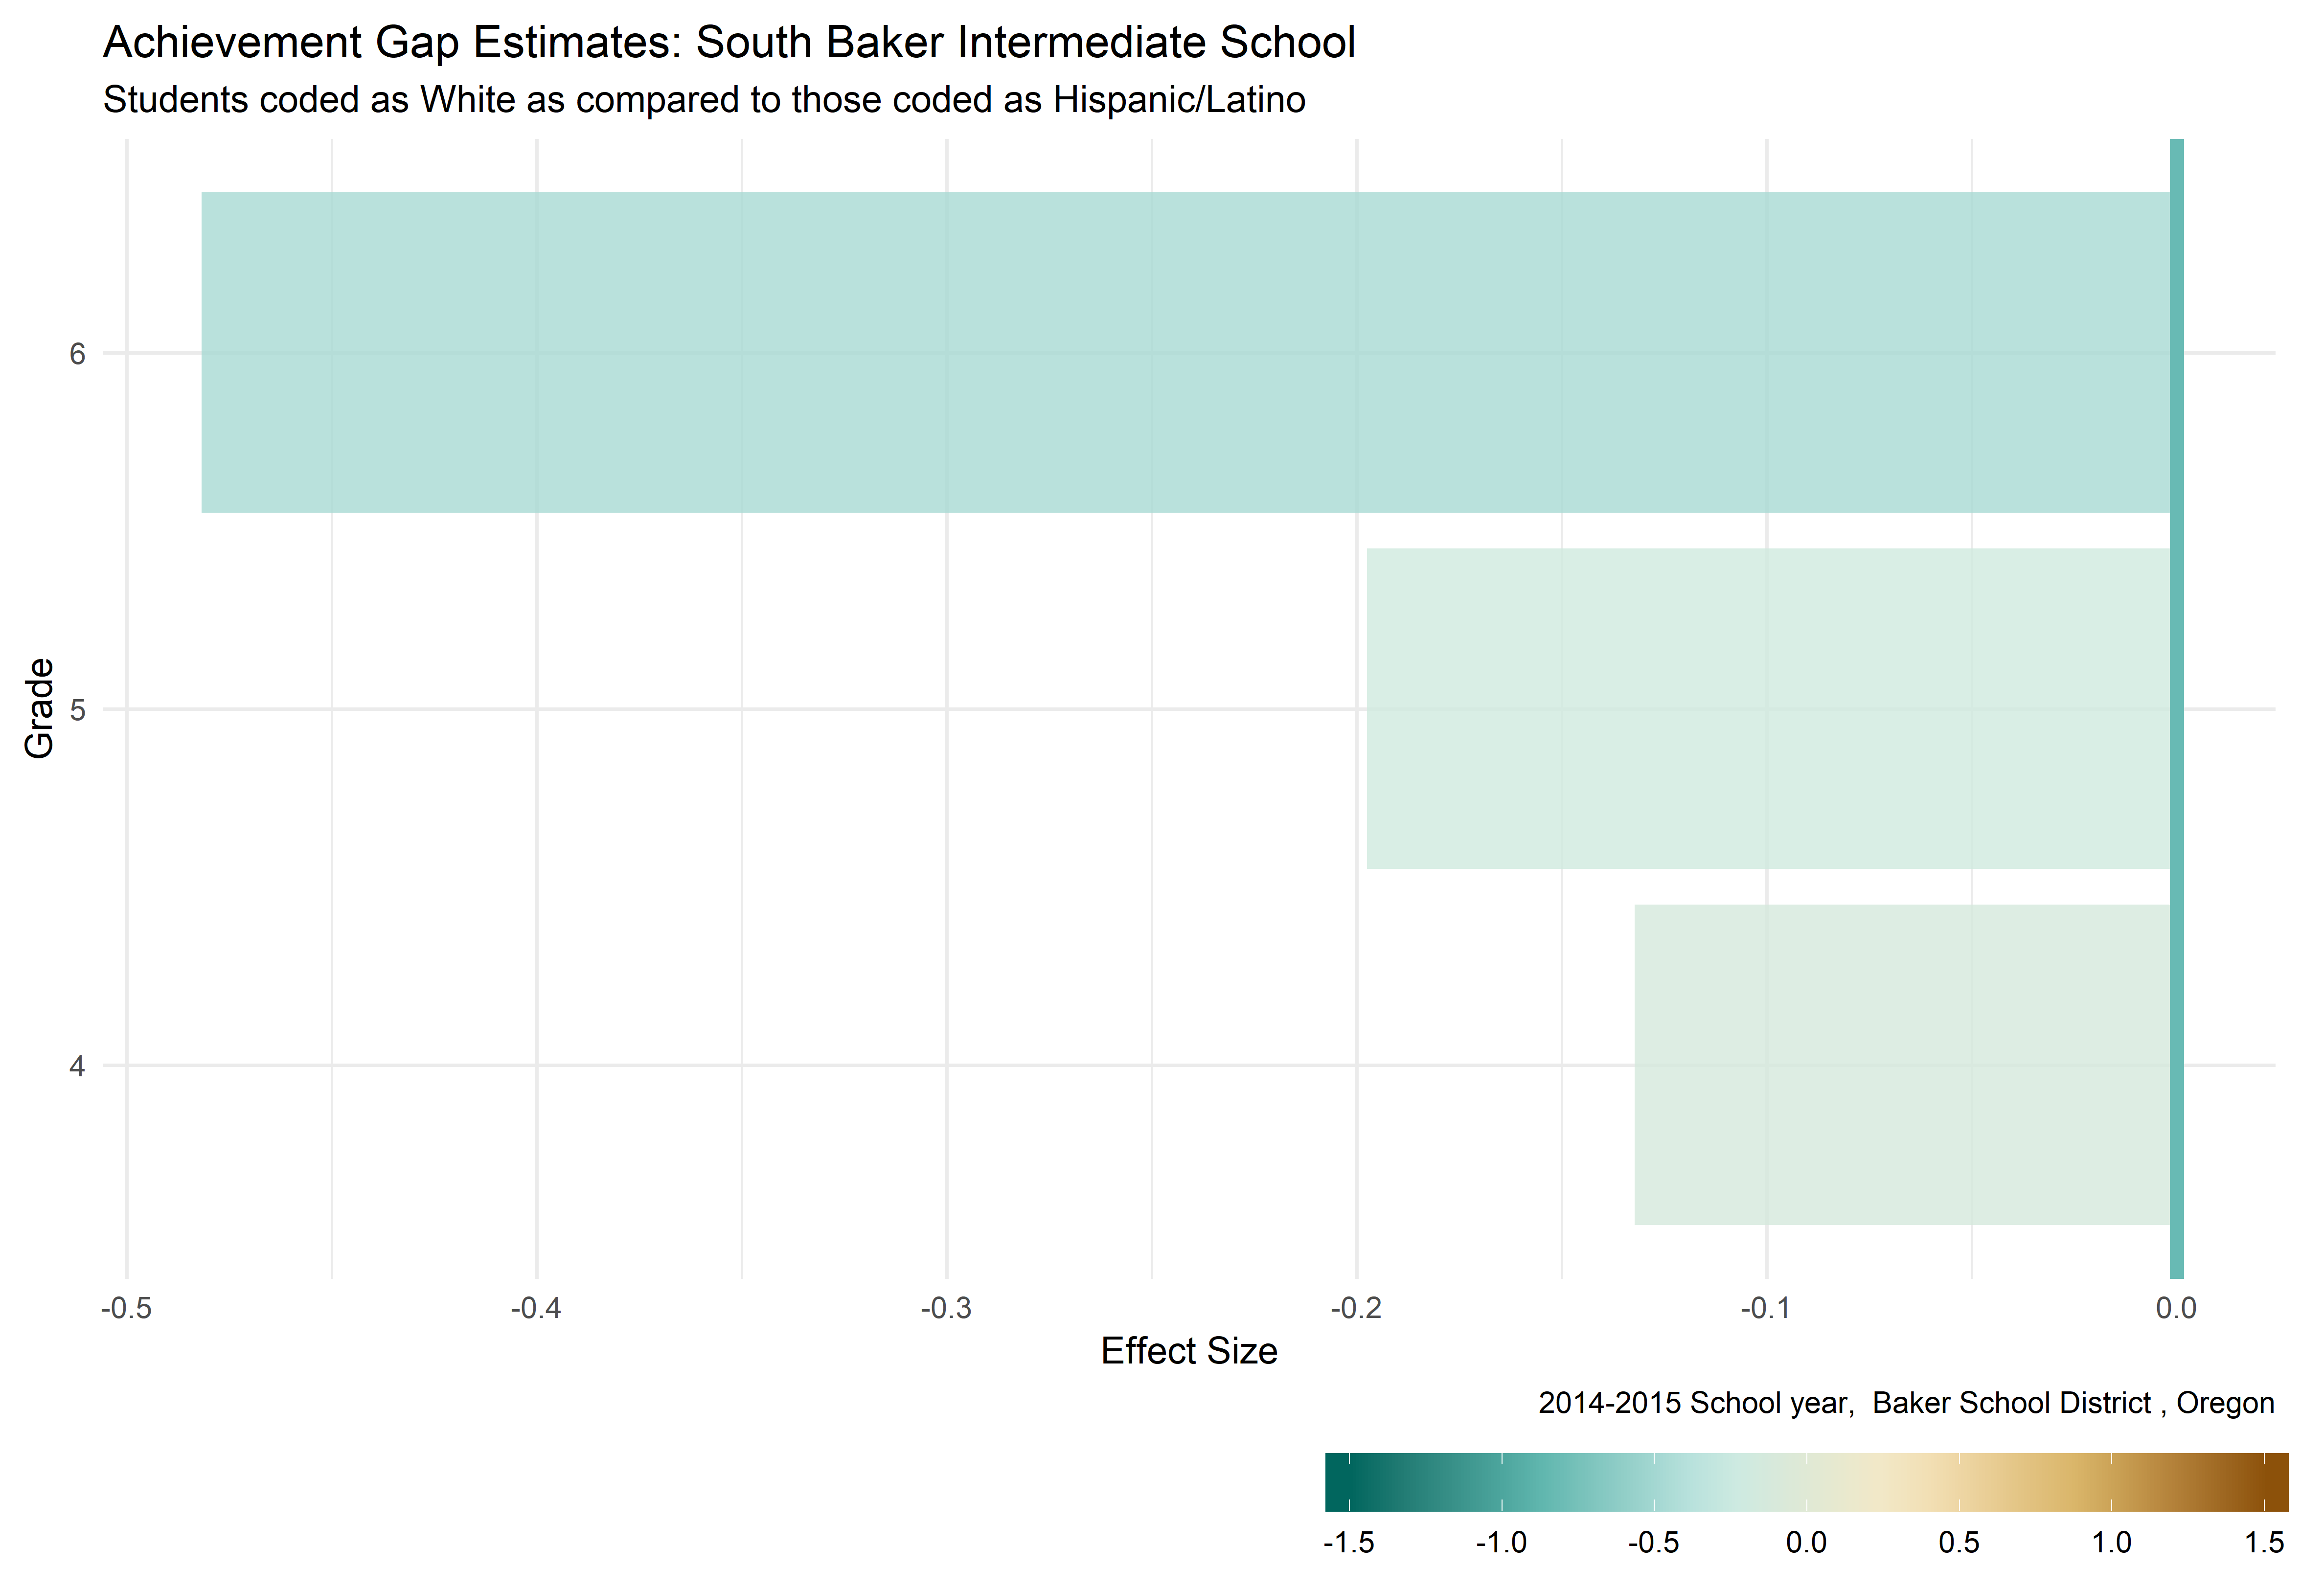 Achievement Gap Estimates: South Baker Intermediate School
Students coded as White as compared to those coded as Hispanic/Latino
6
5
4
Grade
-0.5 -0.4 -0.3 -0.2 -0.1 0.0
Effect Size
2014-2015 School year,  Baker School District , Oregon
-1.5 -1.0 -0.5 0.0 0.5 1.0 1.5